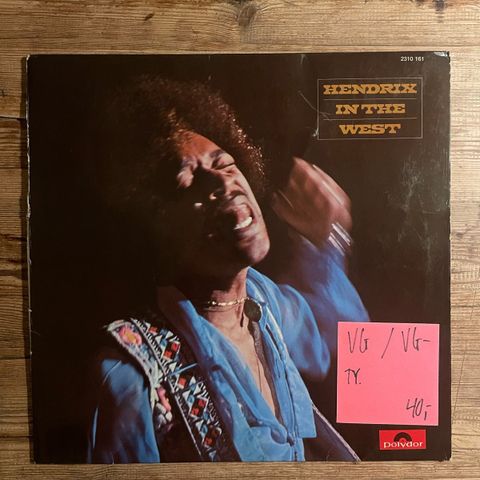 2310 161
HENDRIX
IN THE
WEST
VG / VG-
TY.
40,-
polydor